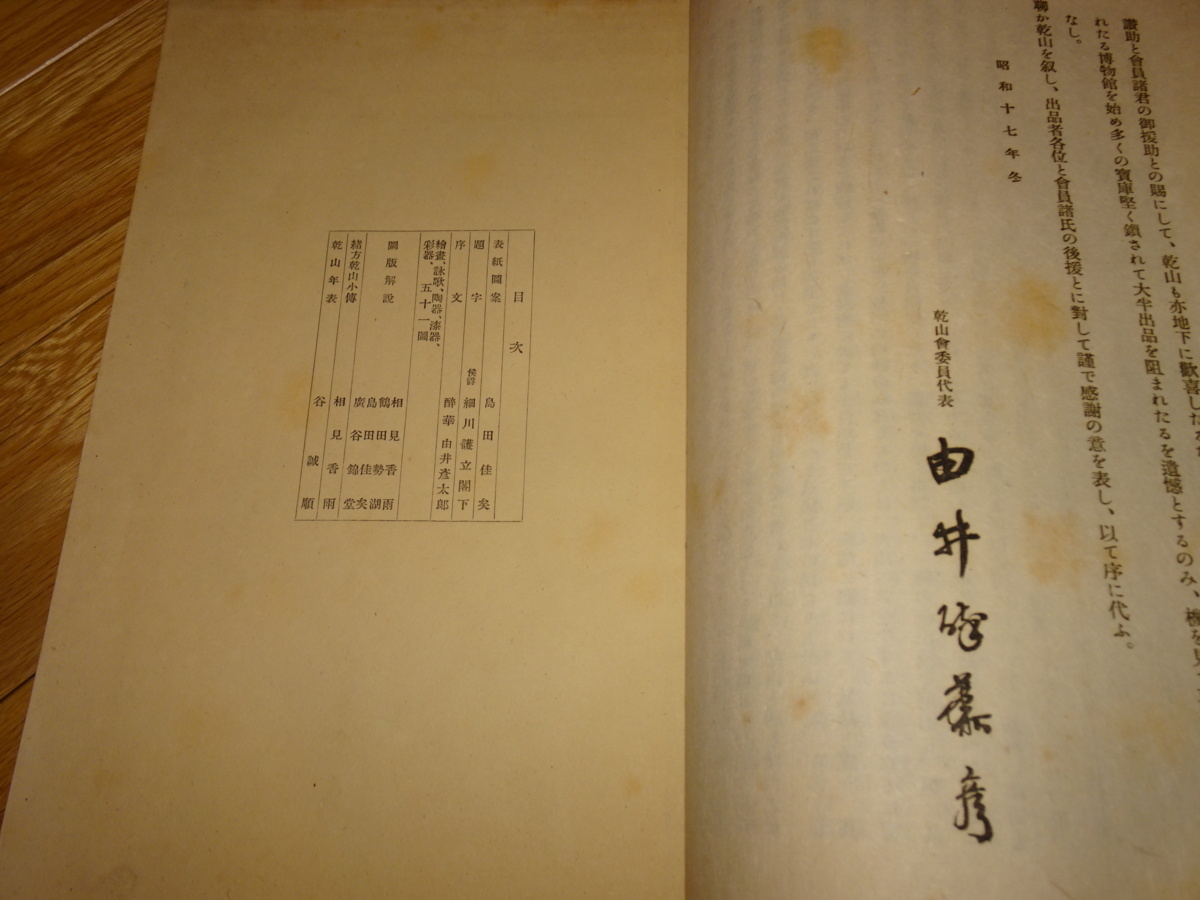 讚助と會員諸君の御援助との賜にして、乾山も亦地下に歡喜し
れたる博物館を始め多くの寶庫堅く鎖されて大半出品を阻まれたるを遺憾とするのみ、
なし。
聊か乾山を叙し、出品者各位と會員諸氏の後援とに對して謹で感謝の意を表し、以て序に代ふ。
昭和十七年冬
乾山會委員代表
由井
彦
目次
表紙圖案 島田佳矣
題字 侯爵 細川護立閣下
序文 醉華 由井彦太郎
繪畫、詠歌、陶器、漆器、
彩器、五十一圖
圖版解說 相見香雨
鶴田勢湖
島田佳矣
廣谷錦堂
緒方乾山小傳 相見香雨
乾山年表 谷誠順